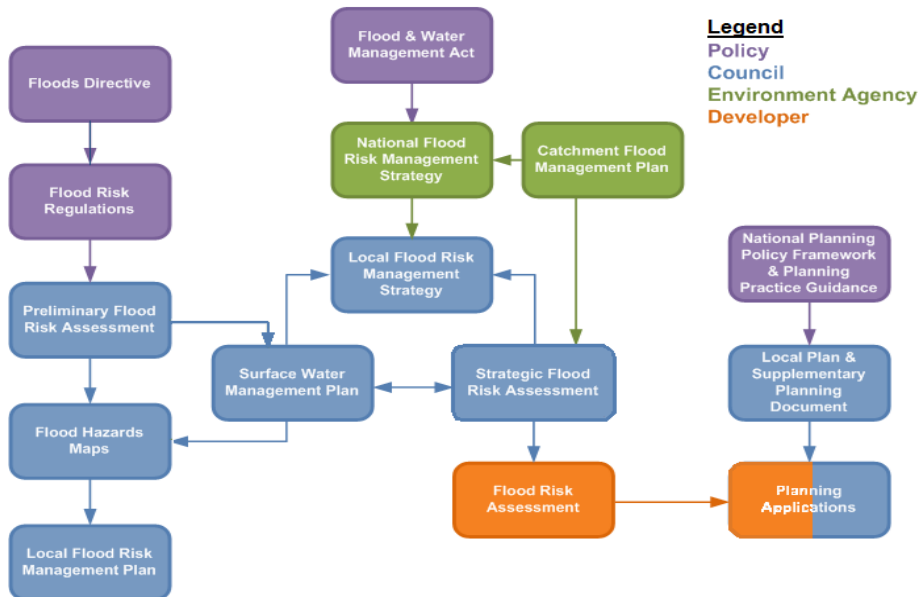 Flood & Water
Management Act
Legend
Policy
Council
Environment Agency
Developer
Floods Directive
National Flood
Risk Management
Strategy
Catchment Flood
Management Plan
Flood Risk
Regulations
Local Flood Risk
Management
Strategy
National Planning
Policy Framework
& Planning
Practice Guidance
Preliminary Flood
Risk Assessment
Surface Water
Management Plan
Strategic Flood
Risk Assessment
Local Plan &
Supplementary
Planning
Document
Flood Hazards
Maps
Flood Risk
Assessment
Planning
Applications
Local Flood Risk
Management Plan